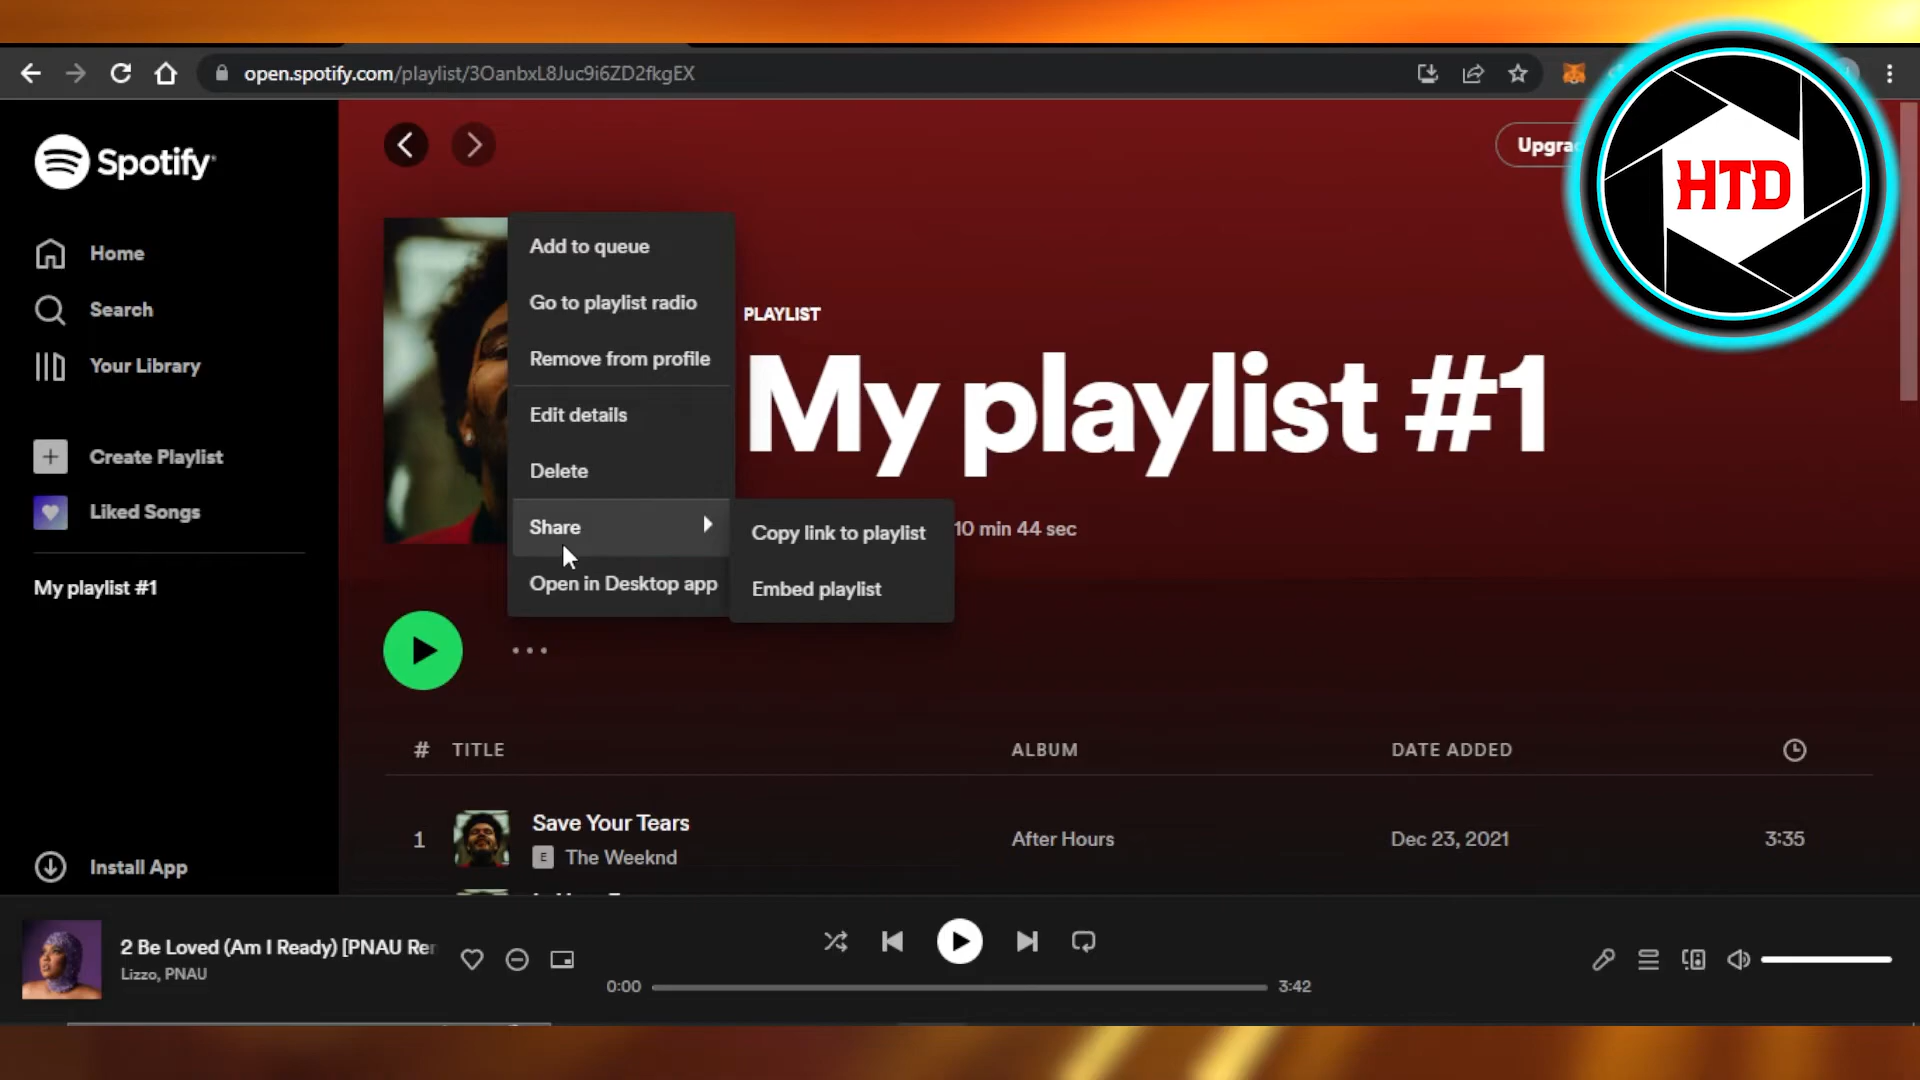 open.spotify.com/playlist/3OanbxL8Juc9i6ZD2fkgEX
Spotify
Home
Search
Your Library
Create Playlist
Liked Songs
My playlist #1
Install App
Add to queue
Go to playlist radio
Remove from profile
Edit details
Delete
Share
Open in Desktop app
Copy link to playlist
Embed playlist
HTD
PLAYLIST
My playlist #1
10 min 44 sec
# TITLE ALBUM DATE ADDED
1 Save Your Tears After Hours Dec 23, 2021 3:35
E The Weeknd
2 Be Loved (Am I Ready) [PNAU Rer
Lizzo, PNAU
0:00 3:42